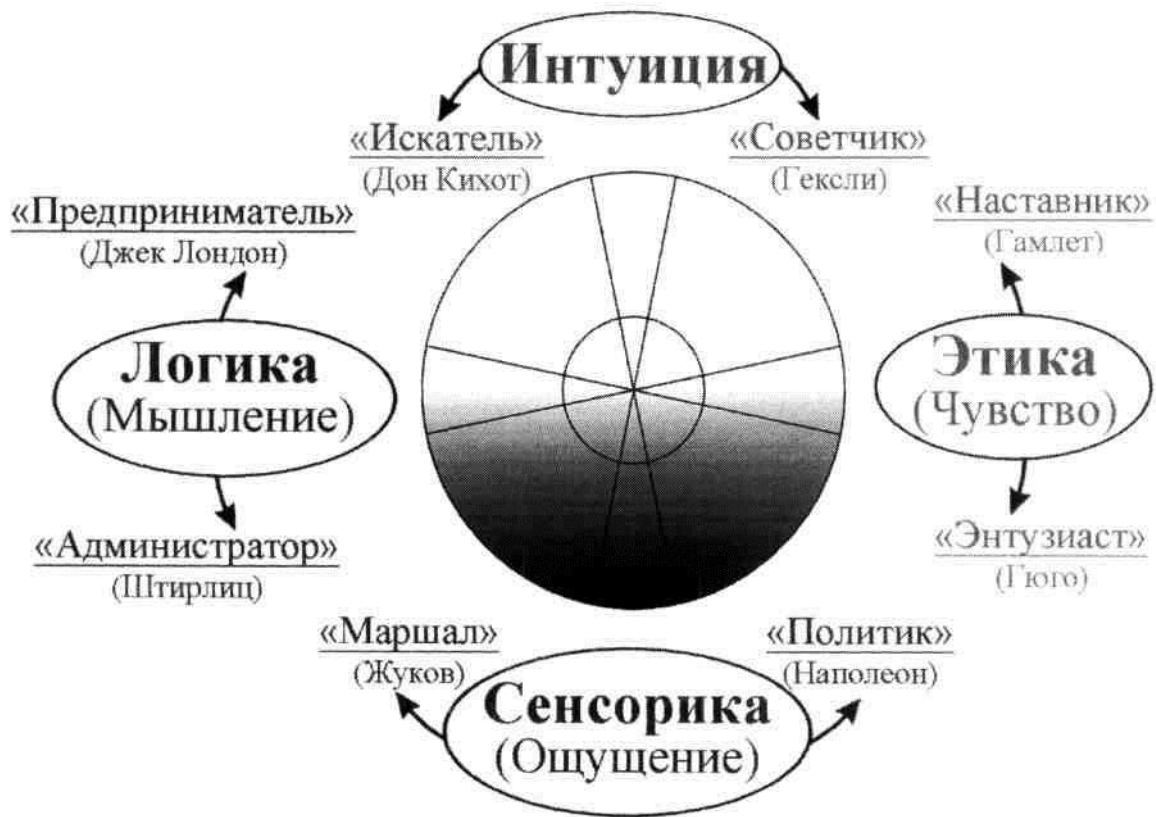 Интуиция
«Искатель»
(Дон Кихот)
«Советчик»
(Гексли)
«Предприниматель»
(Джек Лондон)
«Наставник»
(Гамлет)
Логика
(Мышление)
Этика
(Чувство)
«Администратор»
(Штирлиц)
«Энтузиаст»
(Гюго)
«Маршал»
(Жуков)
«Политик»
(Наполеон)
Сенсорика
(Ощущение)